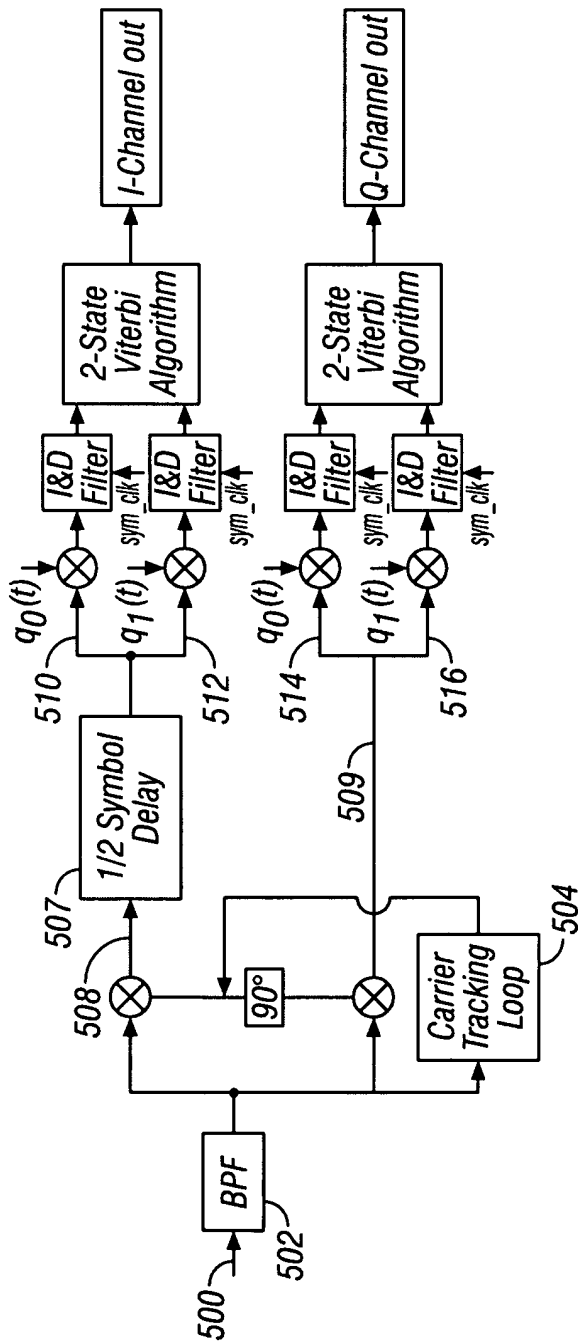 500
BPF
502
508
507
1/2 Symbol
Delay
90°
Carrier
Tracking
Loop
504
509
510
q0(t)
I&D
Filter
sym_clk
512
q1(t)
I&D
Filter
sym_clk
2-State
Viterbi
Algorithm
I-Channel out
514
q0(t)
I&D
Filter
sym_clk
516
q1(t)
I&D
Filter
sym_clk
2-State
Viterbi
Algorithm
Q-Channel out